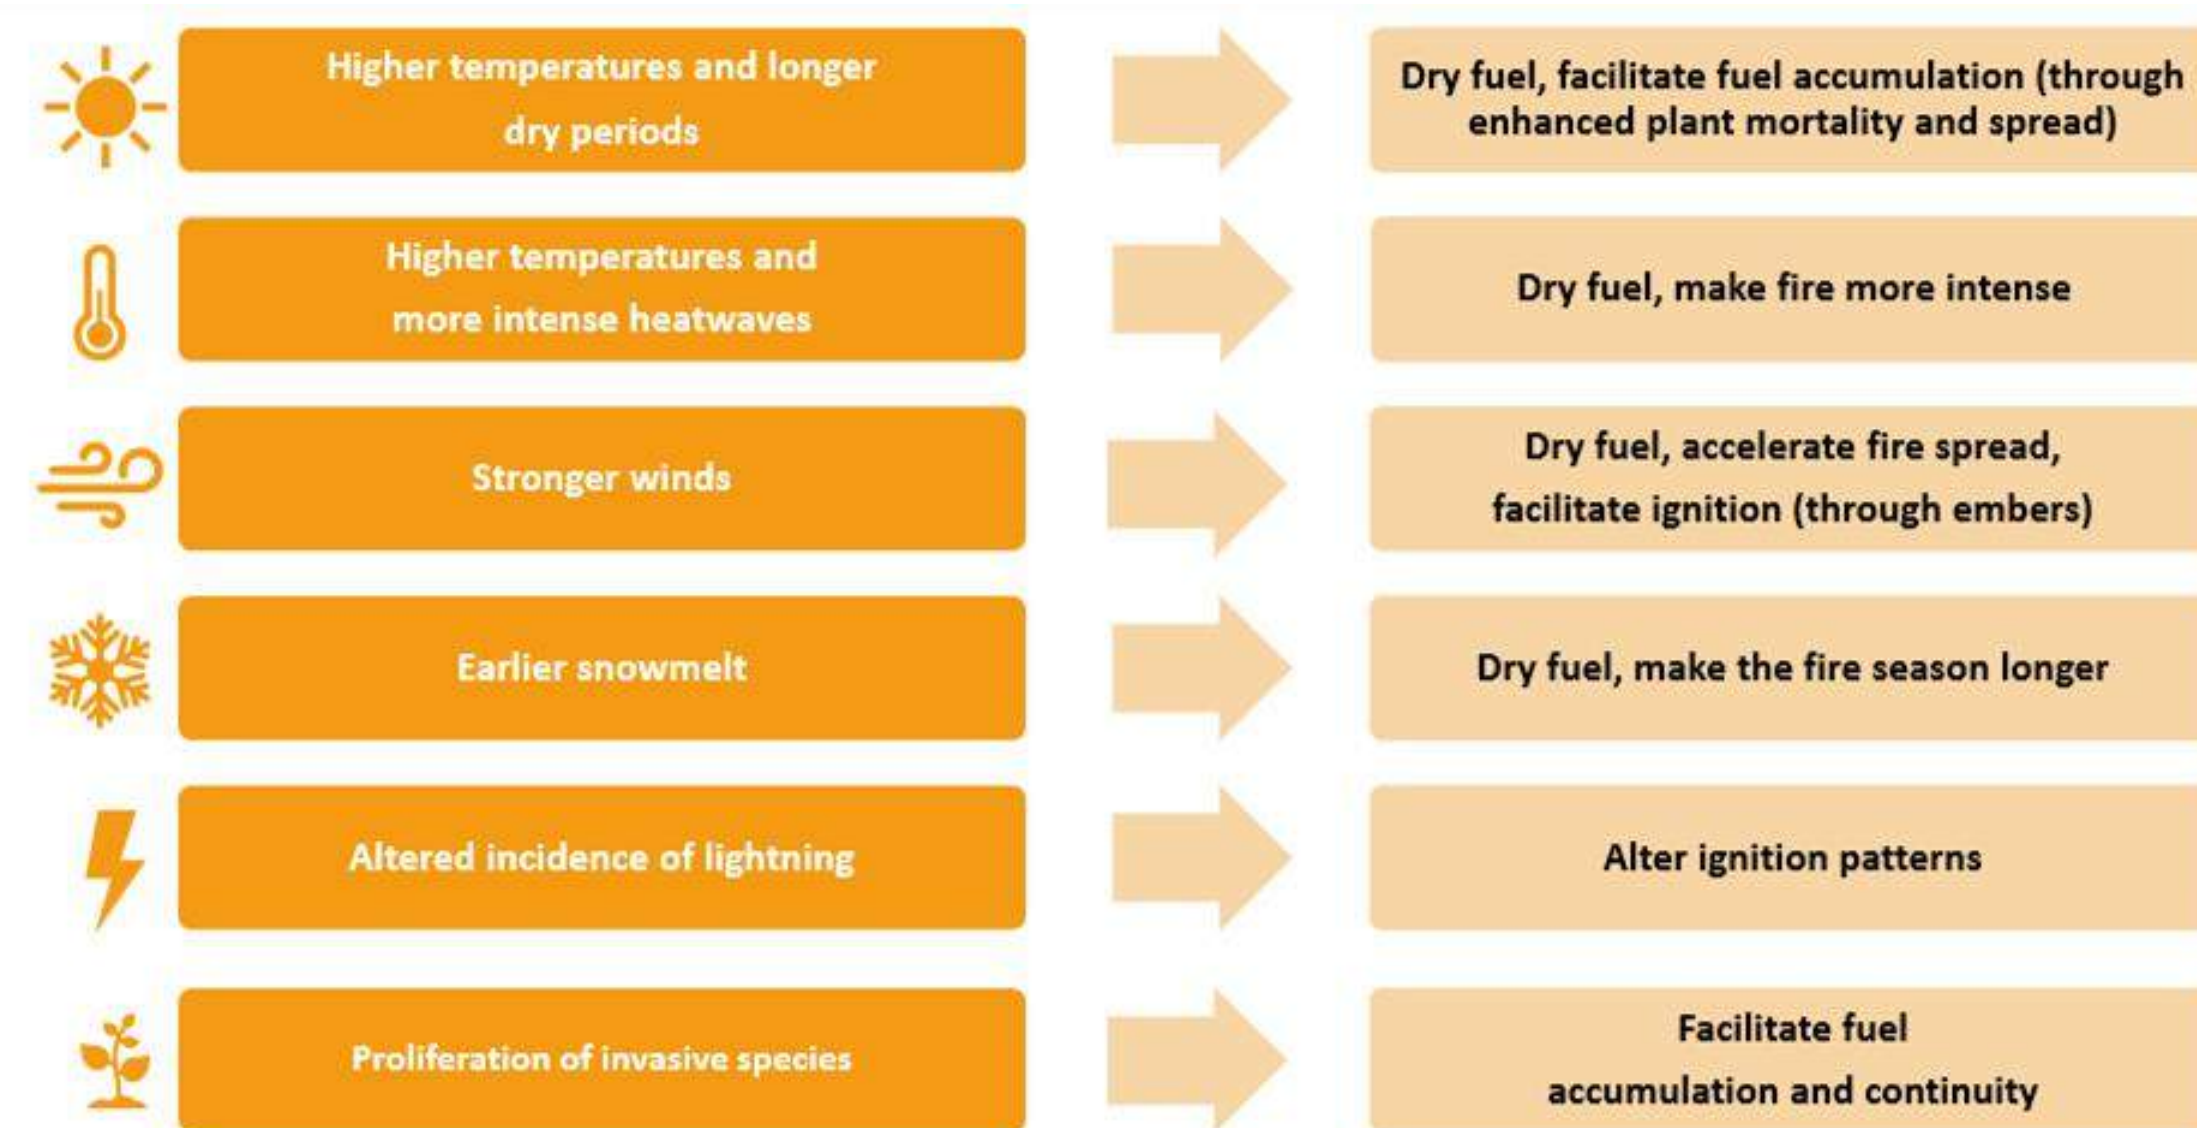 Higher temperatures and longer
dry periods
Dry fuel, facilitate fuel accumulation (through
enhanced plant mortality and spread)
Higher temperatures and
more intense heatwaves
Dry fuel, make fire more intense
Stronger winds
Dry fuel, accelerate fire spread,
facilitate ignition (through embers)
Earlier snowmelt
Dry fuel, make the fire season longer
Altered incidence of lightning
Alter ignition patterns
Proliferation of invasive species
Facilitate fuel
accumulation and continuity